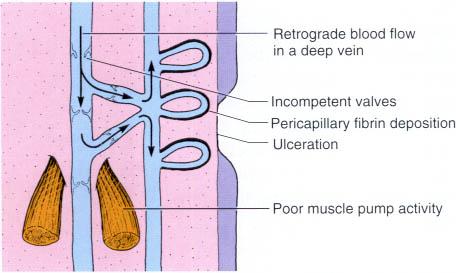 Retrograde blood flow
in a deep vein
Incompetent valves
Pericapillary fibrin deposition
Ulceration
Poor muscle pump activity